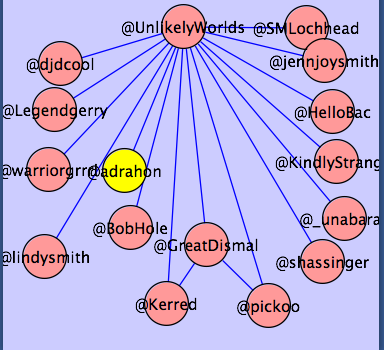 @UnlikelyWorlds
@SMLochhead
@djdcool
@jennjoysmith
@Legendgerry
@HelloBac
@KindlyStrang
@warriorgrrl
@adrahon
@_unabara
@BobHole
@GreatDismal
@lindysmith
@shassinger
@Kerred
@pickoo